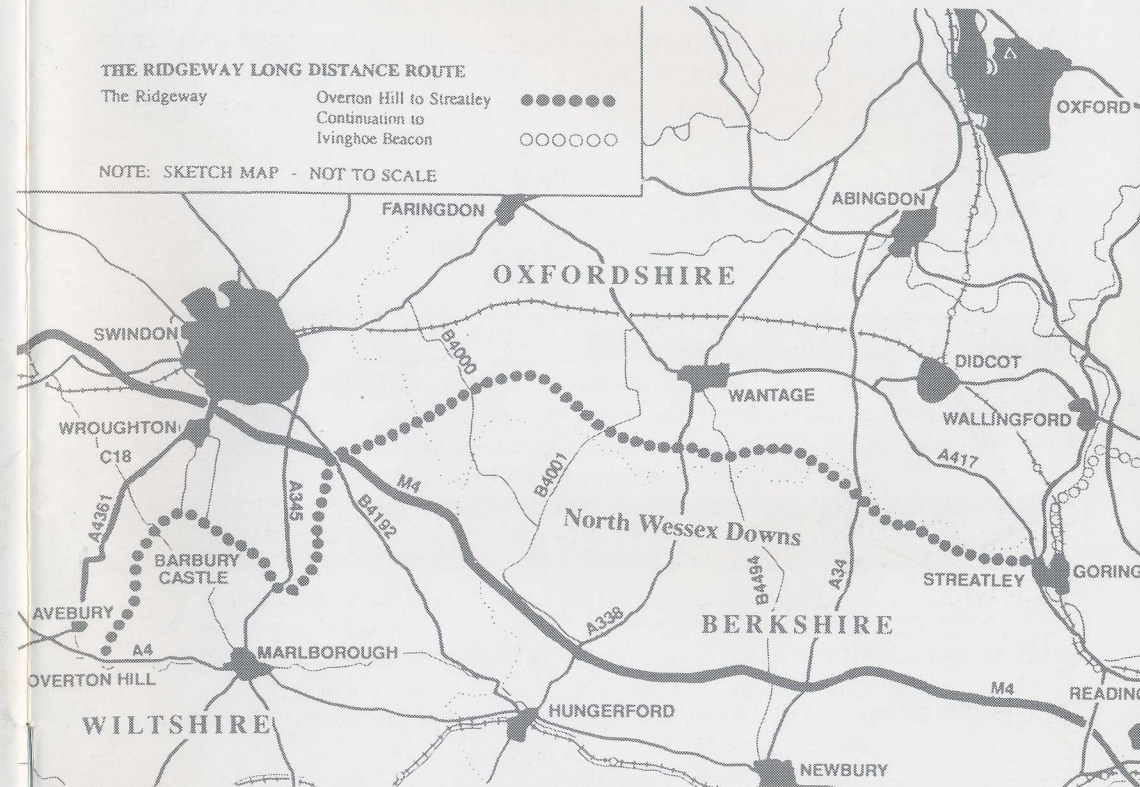 THE RIDGEWAY LONG DISTANCE ROUTE
The Ridgeway Overton Hill to Streatley
Continuation to
Ivinghoe Beacon
NOTE: SKETCH MAP - NOT TO SCALE
OXFORD
FARINGDON
ABINGDON
OXFORDSHIRE
SWINDON
B4000
DIDCOT
WANTAGE
WALLINGFORD
WROUGHTON
C18
A417
M4
B4001
A345
B4192
A4361
North Wessex Downs
BARBURY
CASTLE
STREATLEY
GORING
A34
B4494
AVEBURY
A338
BERKSHIRE
A4
MARLBOROUGH
OVERTON HILL
M4
READING
WILTSHIRE
HUNGERFORD
NEWBURY